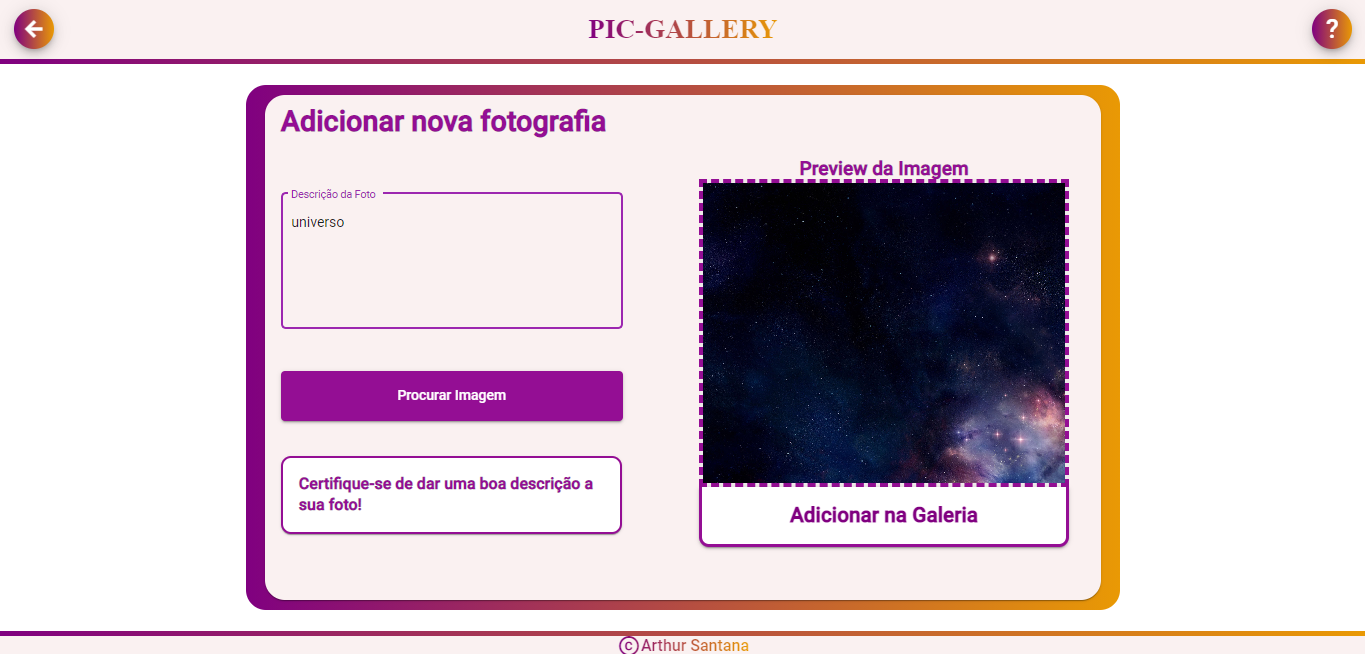 PIC-GALLERY
?
Adicionar nova fotografia
Descrição da Foto
universo
Procurar Imagem
Certifique-se de dar uma boa descrição a
sua foto!
Preview da Imagem
Adicionar na Galeria
©Arthur Santana